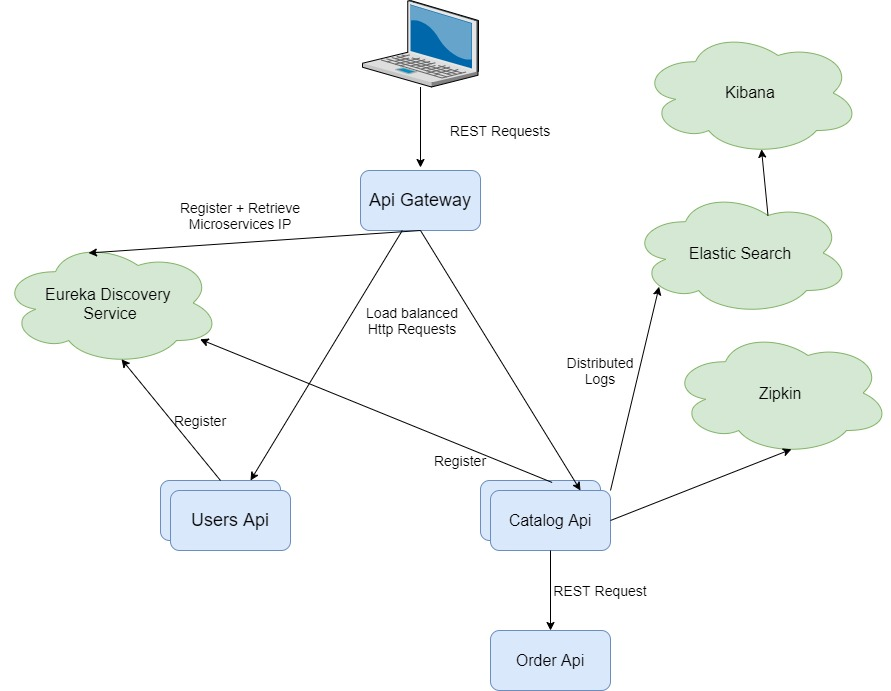 Kibana
REST Requests
Api Gateway
Register + Retrieve
Microservices IP
Elastic Search
Eureka Discovery
Service
Load balanced
Http Requests
Distributed
Logs
Zipkin
Register
Register
Users Api
Catalog Api
REST Request
Order Api